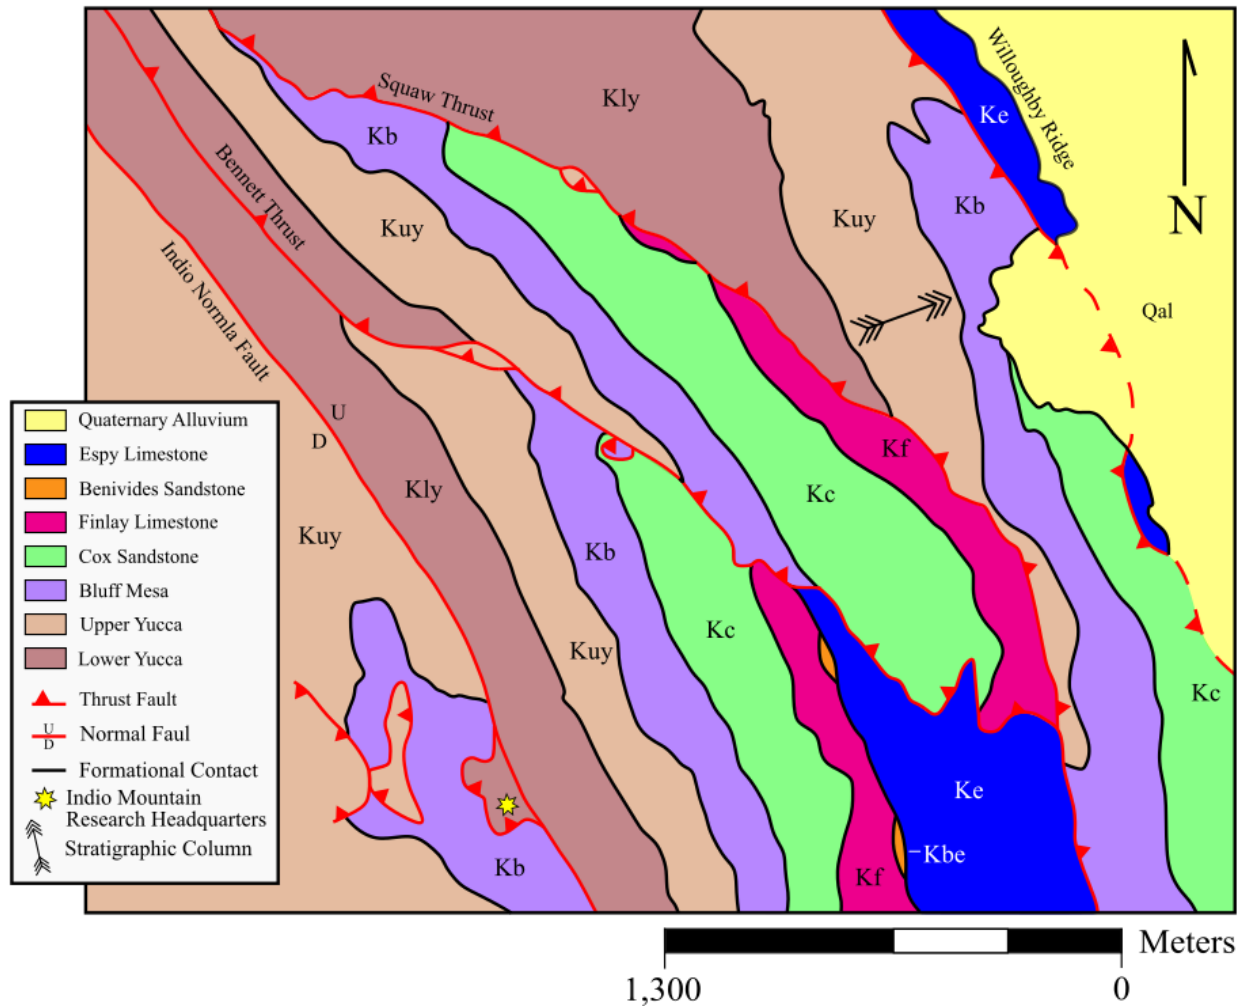 Willoughby Ridge
Squaw Thrust
Kly
Ke
Kb
Bennett Thrust
Kuy
Kuy
Kb
N
Indio Normla Fault
Qal
U
D
Kf
Kly
Kc
Kuy
Kb
Kc
Kuy
Kc
Ke
Kbe
Kf
Kb
Quaternary Alluvium
Espy Limestone
Benivides Sandstone
Finlay Limestone
Cox Sandstone
Bluff Mesa
Upper Yucca
Lower Yucca
Thrust Fault
U
D
Normal Faul
Formational Contact
Indio Mountain
Research Headquarters
Stratigraphic Column
Meters
1,300 0